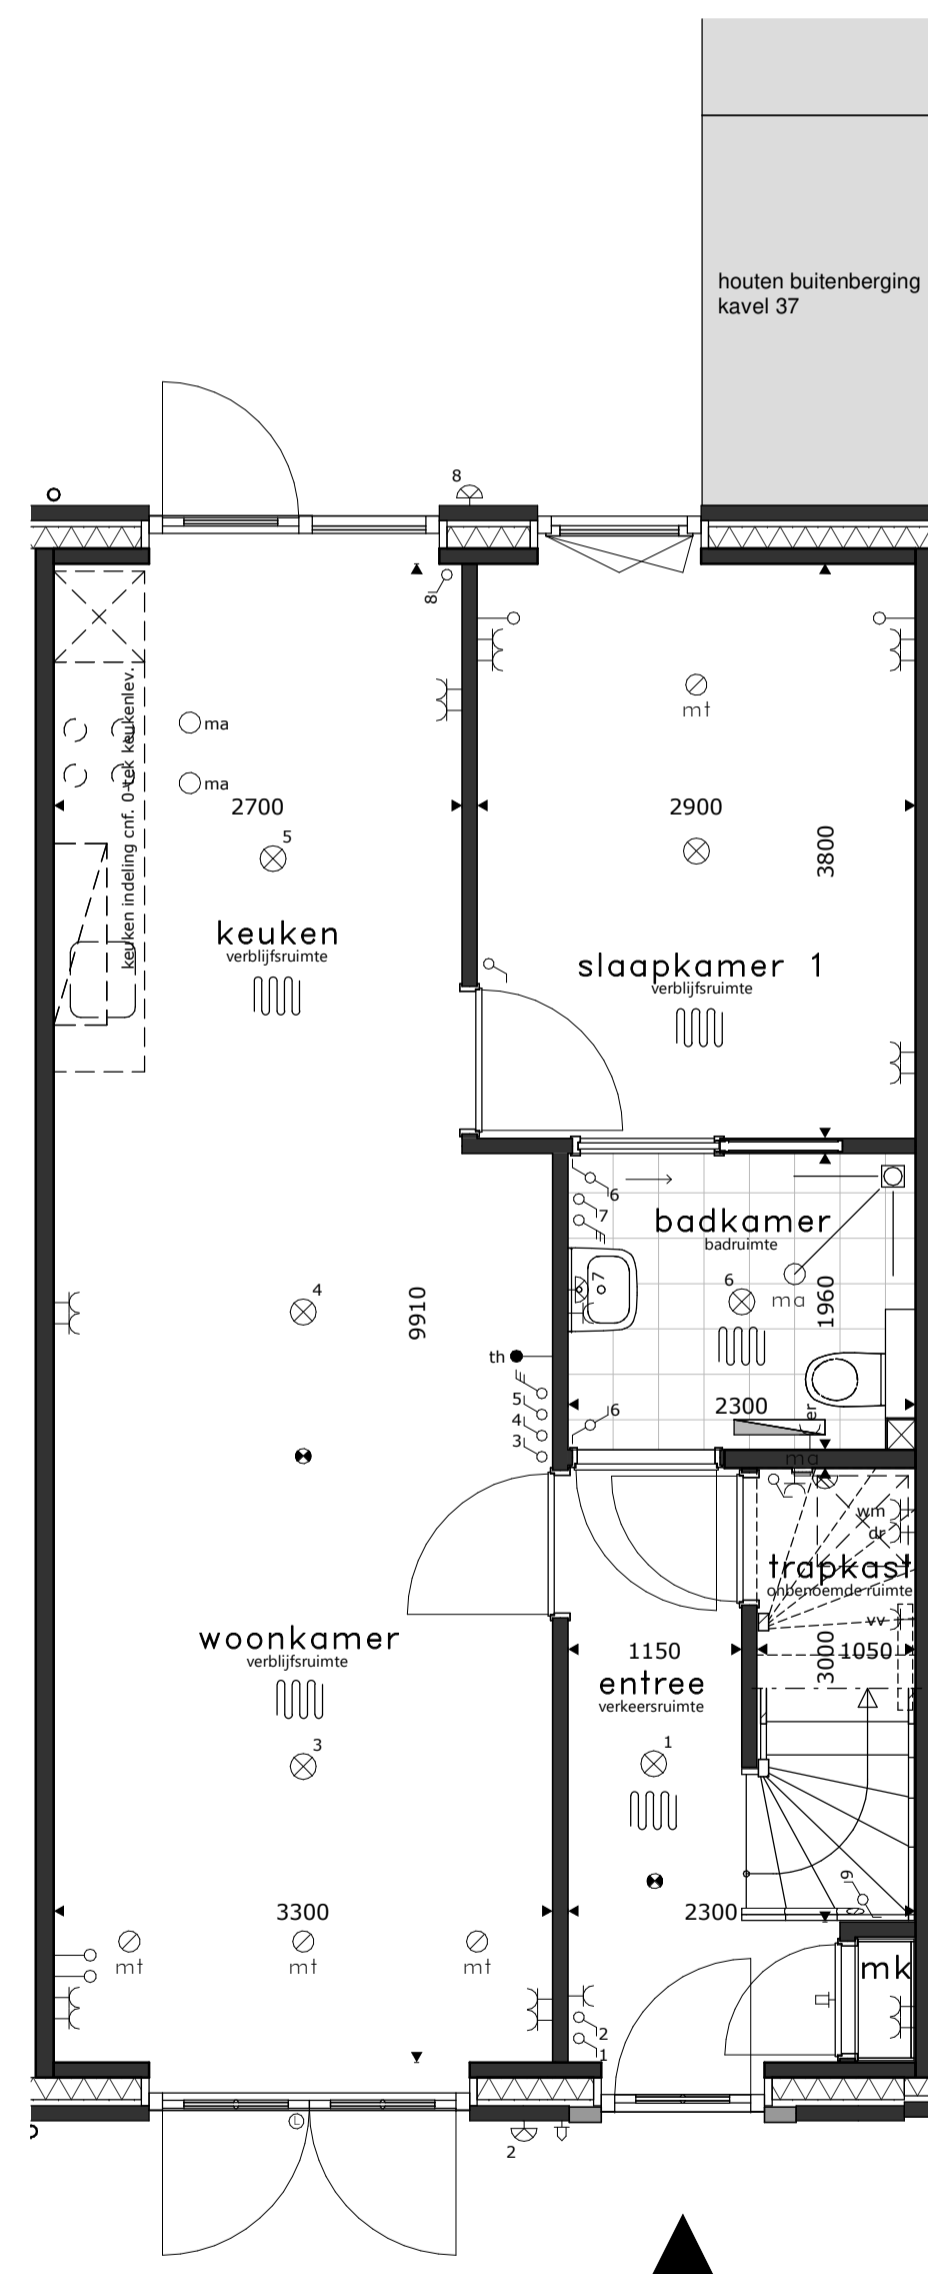 houten buitenberging
kavel 37
8
8
mt
ma
keuken indeling cnf. 0-tek keukenlev.
ma
2700
2900
5
3800
keuken
verblijfsruimte
slaapkamer 1
verblijfsruimte
6
7
badkamer
badruimte
7
6
ma
1960
4
9910
th
5
4
3
2300
6
er
ma
wm
dr
trapkast
onbenoemde ruimte
vv
woonkamer
verblijfsruimte
1150
3000
1050
entree
verkeersruimte
3
1
9
3300
2300
mt
mt
mt
mk
2
1
L
2